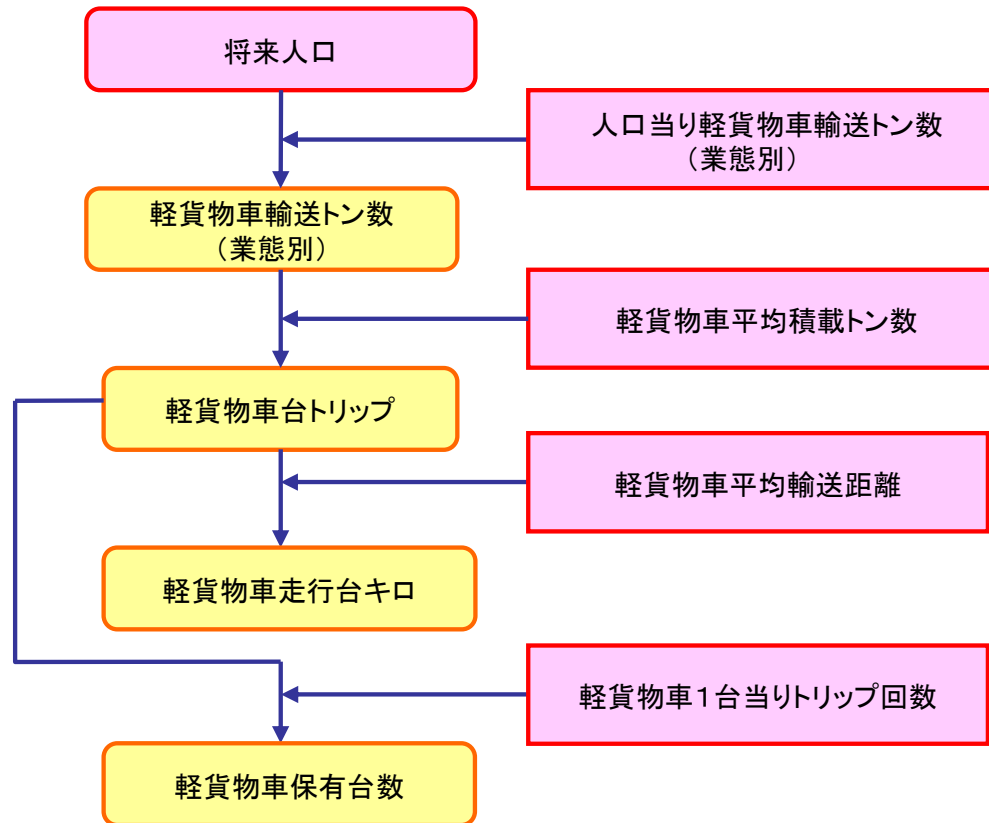 将来人口
人口当り軽貨物車輸送トン数
（業態別）
軽貨物車輸送トン数
（業態別）
軽貨物車平均積載トン数
軽貨物車台トリップ
軽貨物車平均輸送距離
軽貨物車走行台キロ
軽貨物車１台当りトリップ回数
軽貨物車保有台数